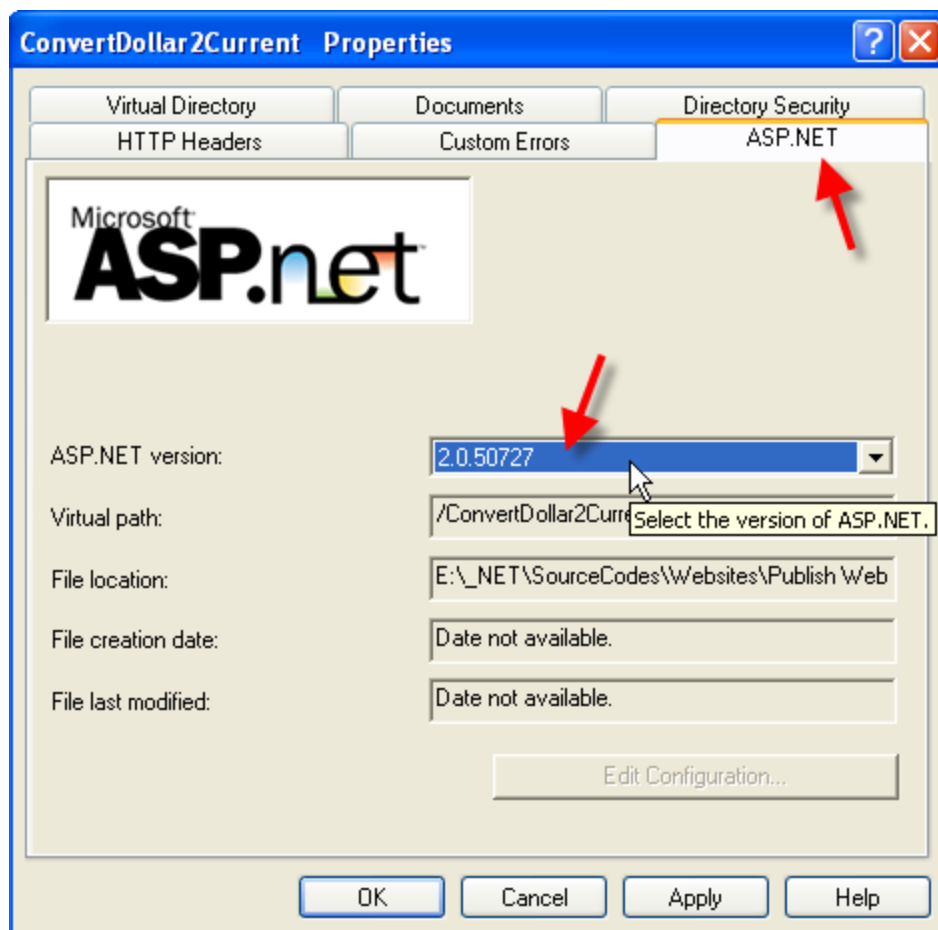 ConvertDollar2Current Properties
Virtual Directory Documents Directory Security
HTTP Headers Custom Errors ASP.NET
Microsoft
ASP.net
ASP.NET version: 2.0.50727
Virtual path: /ConvertDollar2Curre
Select the version of ASP.NET.
File location: E:\_NET\SourceCodes\Websites\Publish Web
File creation date: Date not available.
File last modified: Date not available.
Edit Configuration...
OK Cancel Apply Help